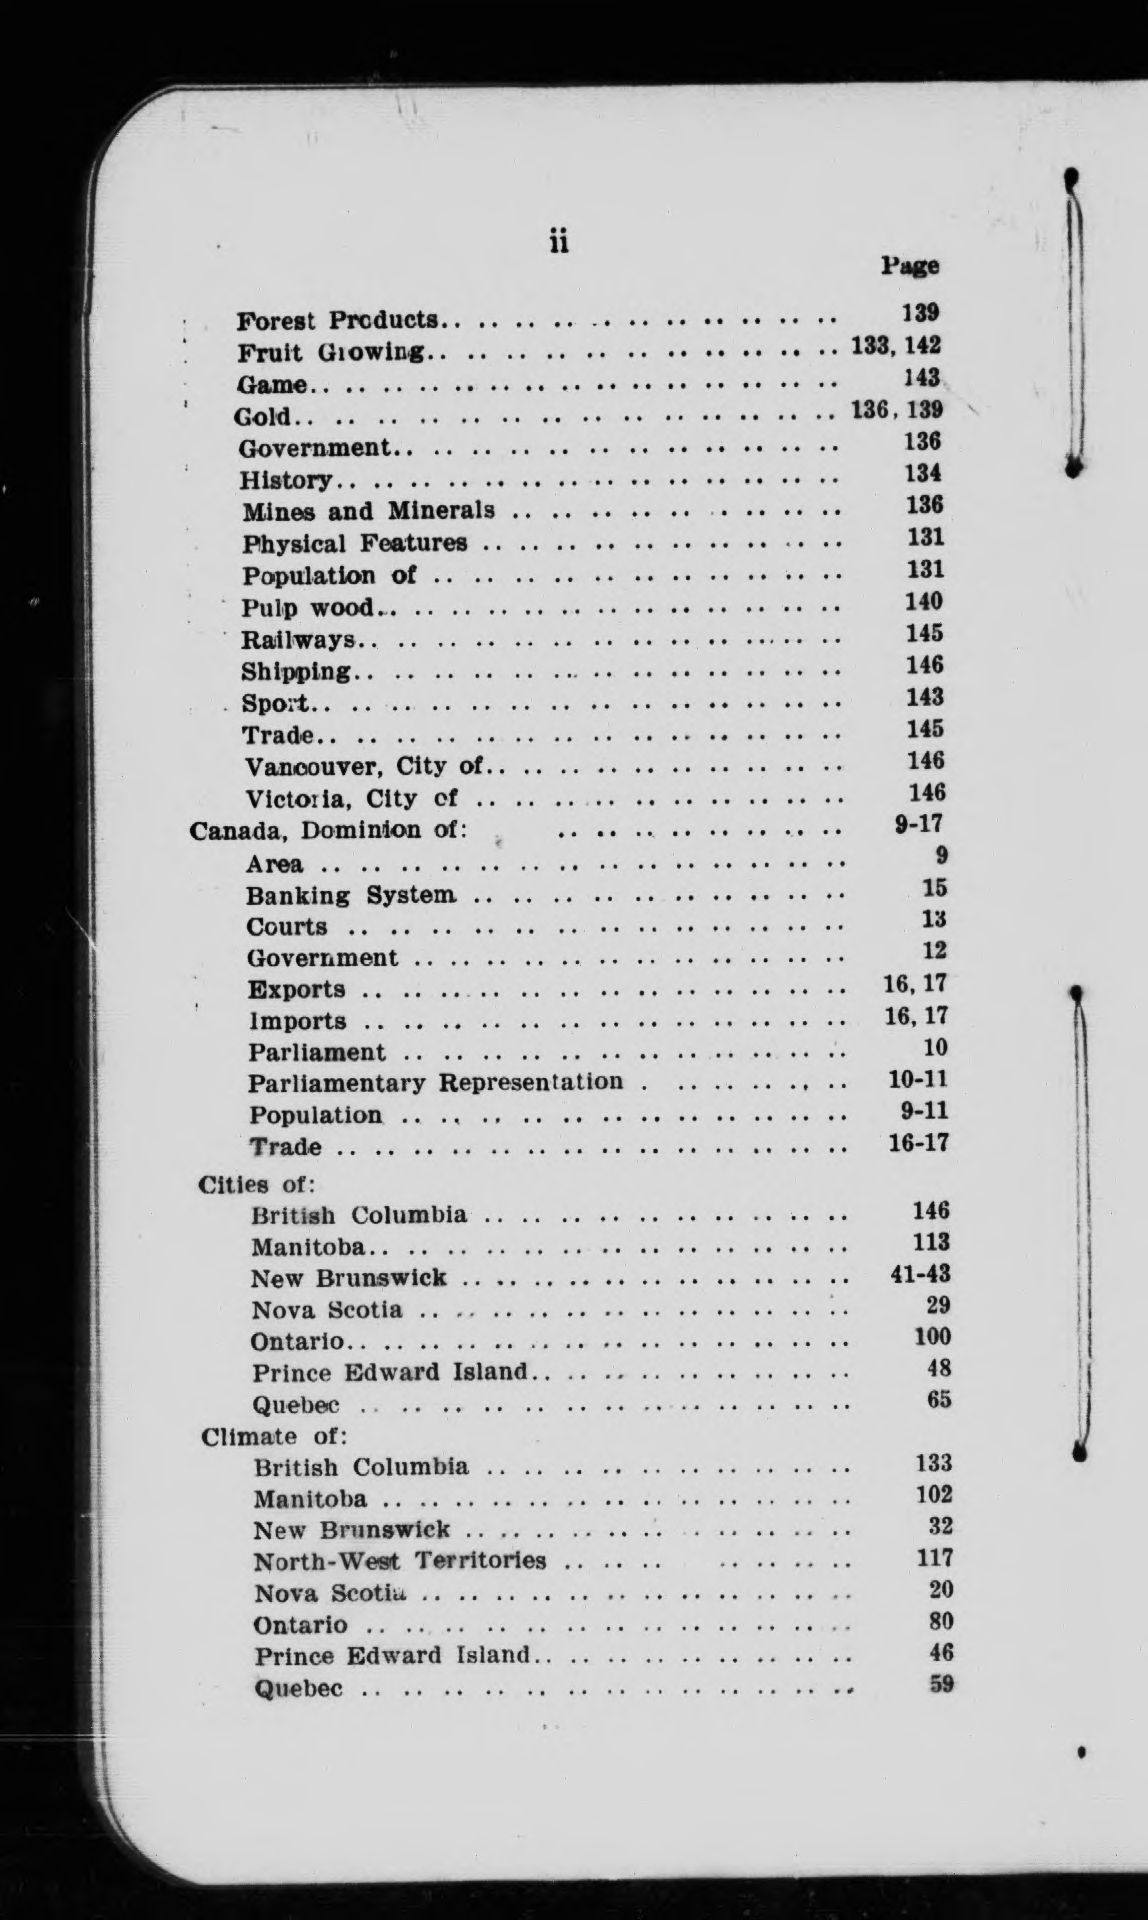 ii
Page
Forest Products.. .. .. .. .. .. .. .. .. .. .. 139
Fruit Growing.. .. .. .. .. .. .. .. .. .. .. 133, 142
Game.. .. .. .. .. .. .. .. .. .. .. .. .. .. 143
Gold.. .. .. .. .. .. .. .. .. .. .. .. .. .. 136, 139
Government.. .. .. .. .. .. .. .. .. .. .. .. 136
History.. .. .. .. .. .. .. .. .. .. .. .. .. 134
Mines and Minerals .. .. .. .. .. .. .. .. .. 136
Physical Features .. .. .. .. .. .. .. .. .. .. 131
Population of .. .. .. .. .. .. .. .. .. .. .. 131
Pulp wood.. .. .. .. .. .. .. .. .. .. .. .. 140
Railways.. .. .. .. .. .. .. .. .. .. .. .. .. 145
Shipping.. .. .. .. .. .. .. .. .. .. .. .. .. 146
Sport.. .. .. .. .. .. .. .. .. .. .. .. .. .. 143
Trade.. .. .. .. .. .. .. .. .. .. .. .. .. .. 145
Vancouver, City of.. .. .. .. .. .. .. .. .. .. 146
Victoria, City of .. .. .. .. .. .. .. .. .. .. 146
Canada, Dominion of: .. .. .. .. .. .. .. .. 9-17
Area .. .. .. .. .. .. .. .. .. .. .. .. .. .. 9
Banking System .. .. .. .. .. .. .. .. .. .. 15
Courts .. .. .. .. .. .. .. .. .. .. .. .. .. 13
Government .. .. .. .. .. .. .. .. .. .. .. .. 12
Exports .. .. .. .. .. .. .. .. .. .. .. .. .. 16, 17
Imports .. .. .. .. .. .. .. .. .. .. .. .. .. 16, 17
Parliament .. .. .. .. .. .. .. .. .. .. .. .. 10
Parliamentary Representation . .. .. .. .. .. 10-11
Population .. .. .. .. .. .. .. .. .. .. .. .. 9-11
Trade .. .. .. .. .. .. .. .. .. .. .. .. .. .. 16-17
Cities of:
British Columbia .. .. .. .. .. .. .. .. .. .. 146
Manitoba.. .. .. .. .. .. .. .. .. .. .. .. .. 113
New Brunswick .. .. .. .. .. .. .. .. .. .. .. 41-43
Nova Scotia .. .. .. .. .. .. .. .. .. .. .. .. 29
Ontario.. .. .. .. .. .. .. .. .. .. .. .. .. .. 100
Prince Edward Island.. .. .. .. .. .. .. .. .. 48
Quebec .. .. .. .. .. .. .. .. .. .. .. .. .. 65
Climate of:
British Columbia .. .. .. .. .. .. .. .. .. .. 133
Manitoba .. .. .. .. .. .. .. .. .. .. .. .. .. 102
New Brunswick .. .. .. .. .. .. .. .. .. .. .. 32
North-West Territories .. .. .. .. .. .. .. 117
Nova Scotia .. .. .. .. .. .. .. .. .. .. .. .. 20
Ontario .. .. .. .. .. .. .. .. .. .. .. .. .. 80
Prince Edward Island.. .. .. .. .. .. .. .. .. 46
Quebec .. .. .. .. .. .. .. .. .. .. .. .. .. 59